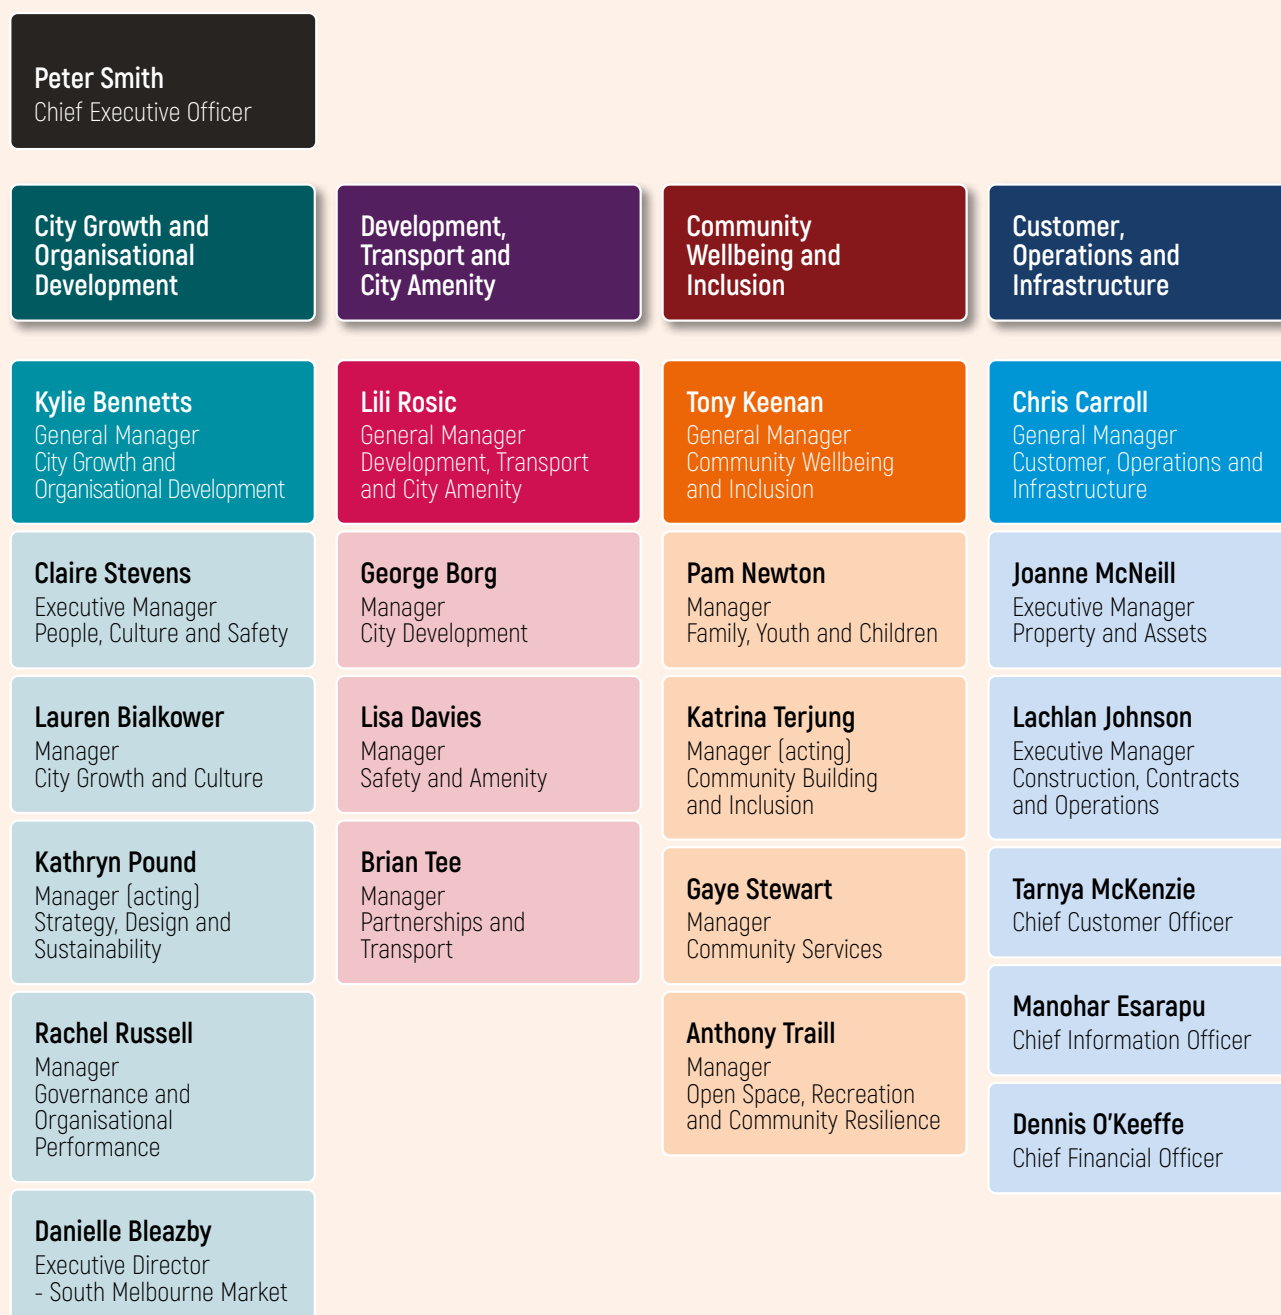 Peter Smith
Chief Executive Officer
City Growth and
Organisational
Development
Kylie Bennetts
General Manager
City Growth and
Organisational Development
Claire Stevens
Executive Manager
People, Culture and Safety
Lauren Bialkower
Manager
City Growth and Culture
Kathryn Pound
Manager (acting)
Strategy, Design and
Sustainability
Rachel Russell
Manager
Governance and
Organisational
Performance
Danielle Bleazby
Executive Director
- South Melbourne Market
Development,
Transport and
City Amenity
Lili Rosic
General Manager
Development, Transport
and City Amenity
George Borg
Manager
City Development
Lisa Davies
Manager
Safety and Amenity
Brian Tee
Manager
Partnerships and
Transport
Community
Wellbeing and
Inclusion
Tony Keenan
General Manager
Community Wellbeing
and Inclusion
Pam Newton
Manager
Family, Youth and Children
Katrina Terjung
Manager (acting)
Community Building
and Inclusion
Gaye Stewart
Manager
Community Services
Anthony Traill
Manager
Open Space, Recreation
and Community Resilience
Customer,
Operations and
Infrastructure
Chris Carroll
General Manager
Customer, Operations and
Infrastructure
Joanne McNeill
Executive Manager
Property and Assets
Lachlan Johnson
Executive Manager
Construction, Contracts
and Operations
Tarnya McKenzie
Chief Customer Officer
Manohar Esarapu
Chief Information Officer
Dennis O'Keeffe
Chief Financial Officer